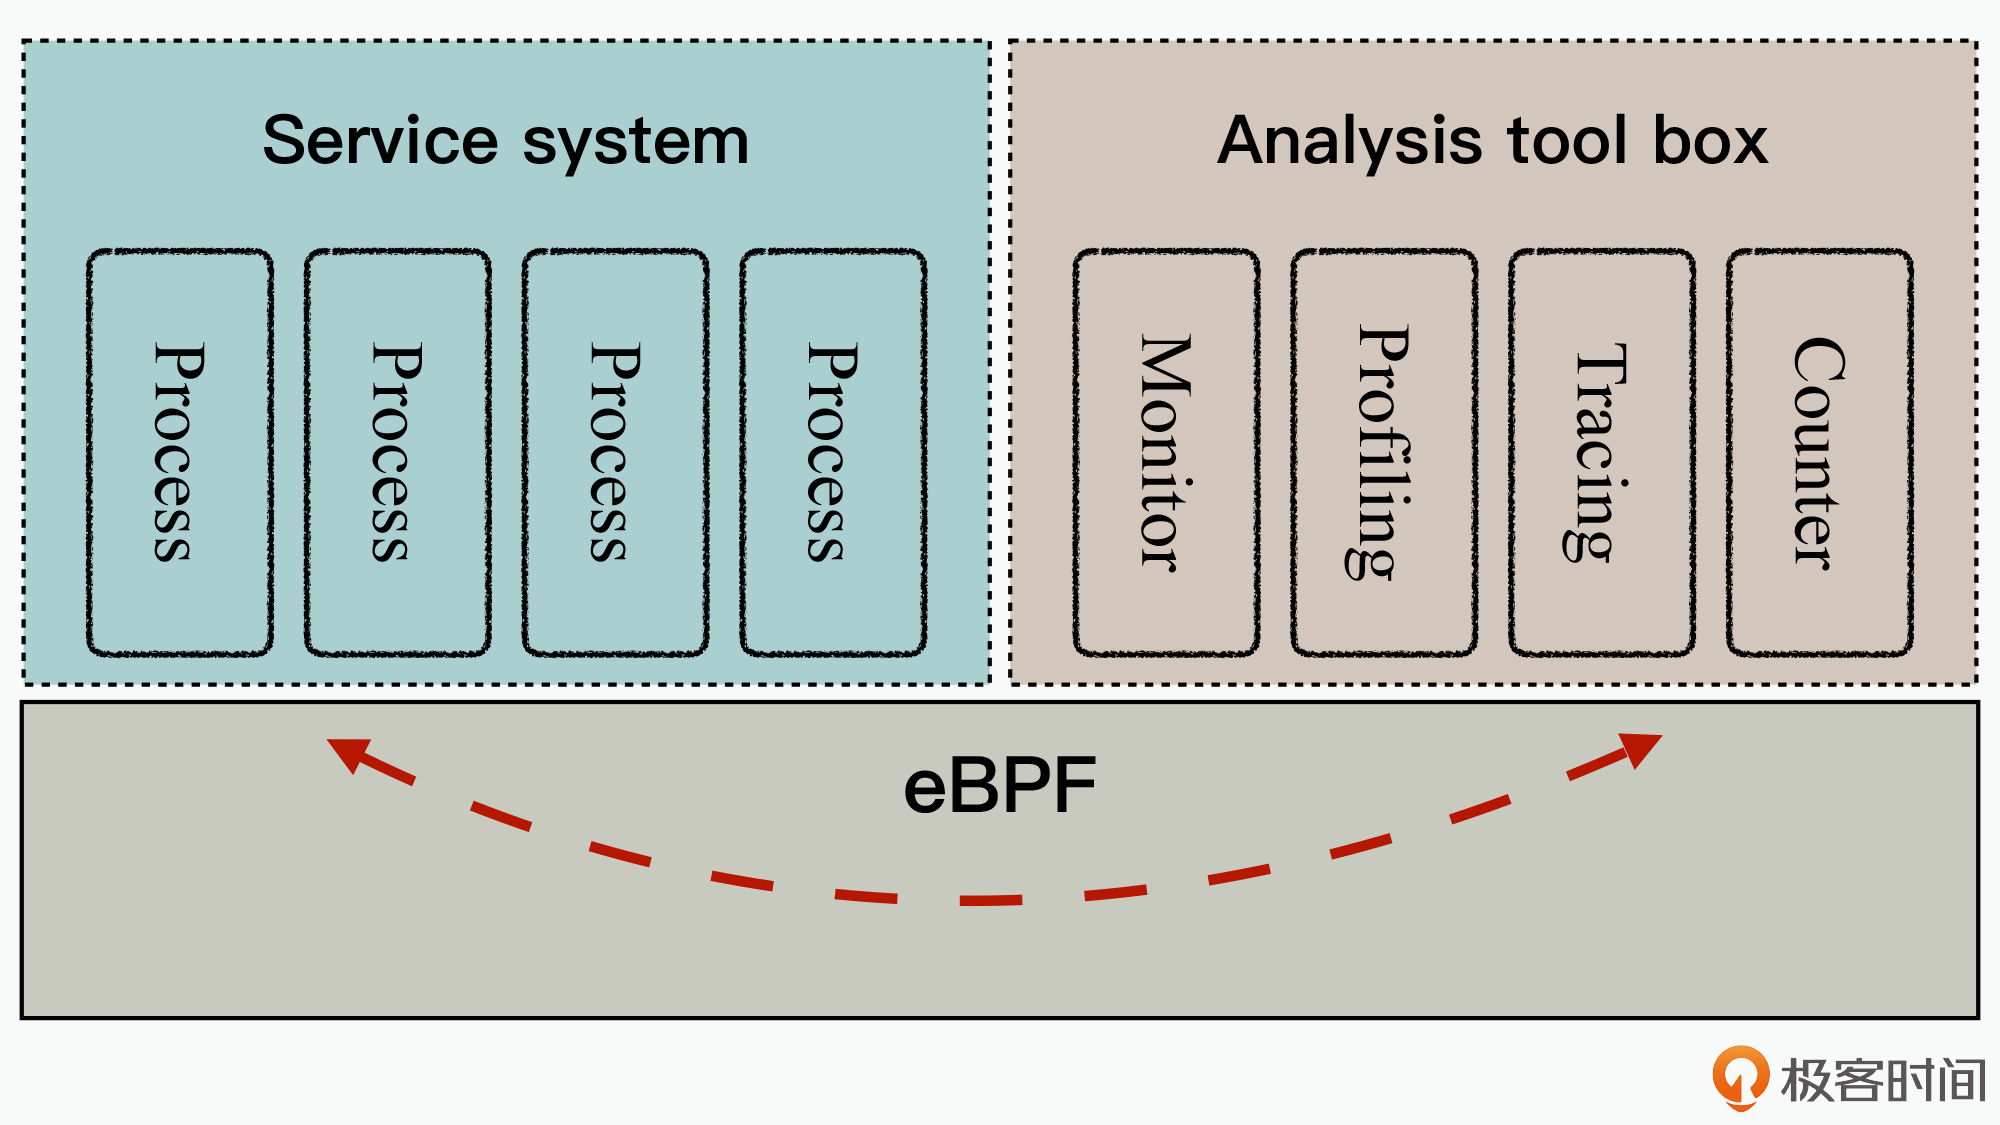 Service system
Process
Process
Process
Process
Analysis tool box
Monitor
Profiling
Tracing
Counter
eBPF
极客时间